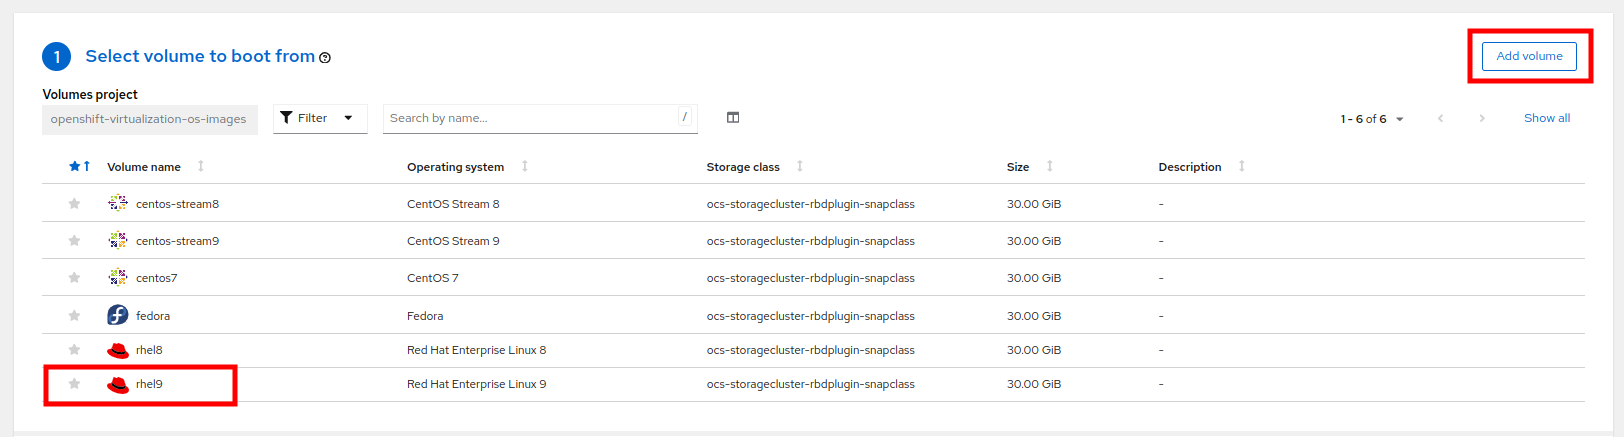 1 Select volume to boot from
Add volume
Volumes project
openshift-virtualization-os-images Filter Search by name... / 1 - 6 of 6 Show all
Volume name Operating system Storage class Size Description
centos-stream8 CentOS Stream 8 ocs-storagecluster-rbdplugin-snapclass 30.00 GiB -
centos-stream9 CentOS Stream 9 ocs-storagecluster-rbdplugin-snapclass 30.00 GiB -
centos7 CentOS 7 ocs-storagecluster-rbdplugin-snapclass 30.00 GiB -
fedora Fedora ocs-storagecluster-rbdplugin-snapclass 30.00 GiB -
rhel8 Red Hat Enterprise Linux 8 ocs-storagecluster-rbdplugin-snapclass 30.00 GiB -
rhel9 Red Hat Enterprise Linux 9 ocs-storagecluster-rbdplugin-snapclass 30.00 GiB -